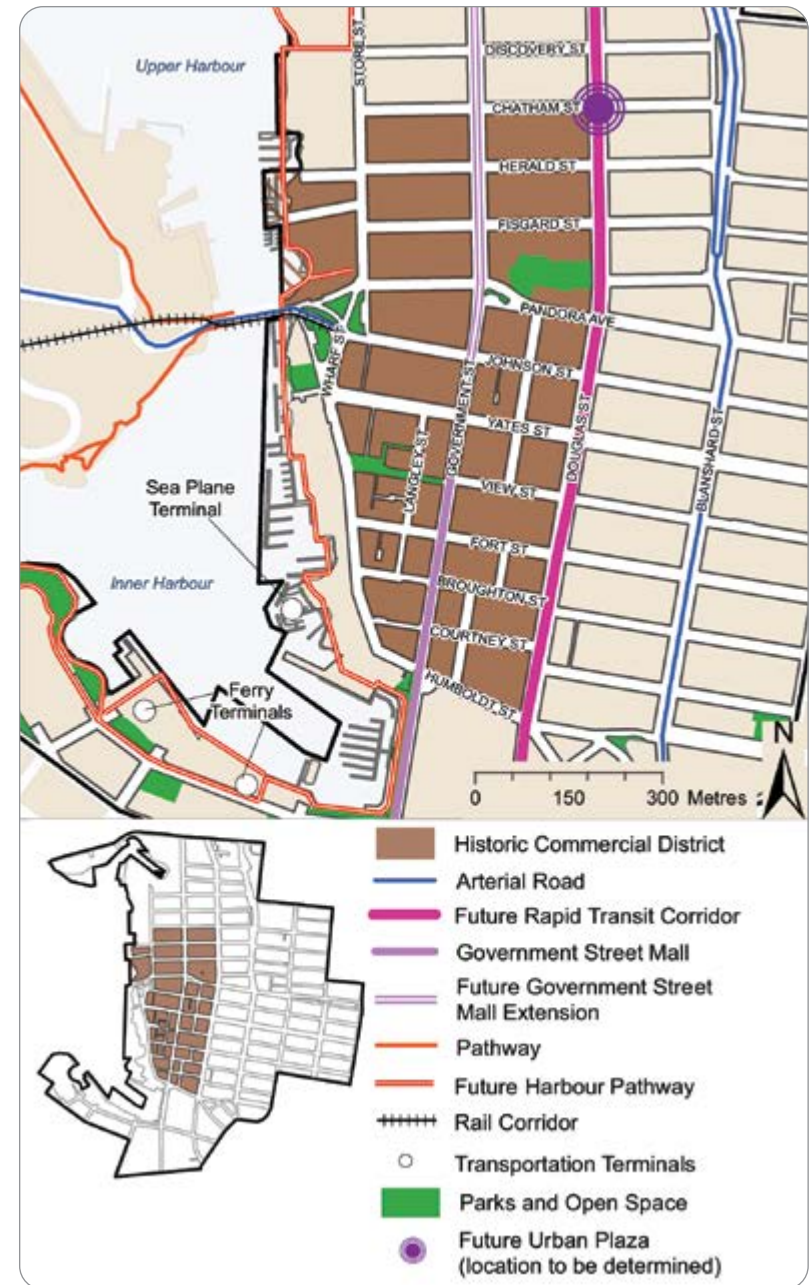 Upper Harbour
STORE ST
DISCOVERY ST
CHATHAM ST
HERALD ST
FISGARD ST
PANDORA AVE
WHARF ST
JOHNSON ST
GOVERNMENT ST
YATES ST
DOUGLAS ST
LANGLEY ST
BLANSHARD ST
VIEW ST
Sea Plane
Terminal
FORT ST
Inner Harbour
BROUGHTON ST
COURTNEY ST
HUMBOLDT ST
Ferry
Terminals
N
0 150 300 Metres
Historic Commercial District
Arterial Road
Future Rapid Transit Corridor
Government Street Mall
Future Government Street
Mall Extension
Pathway
Future Harbour Pathway
Rail Corridor
Transportation Terminals
Parks and Open Space
Future Urban Plaza
(location to be determined)